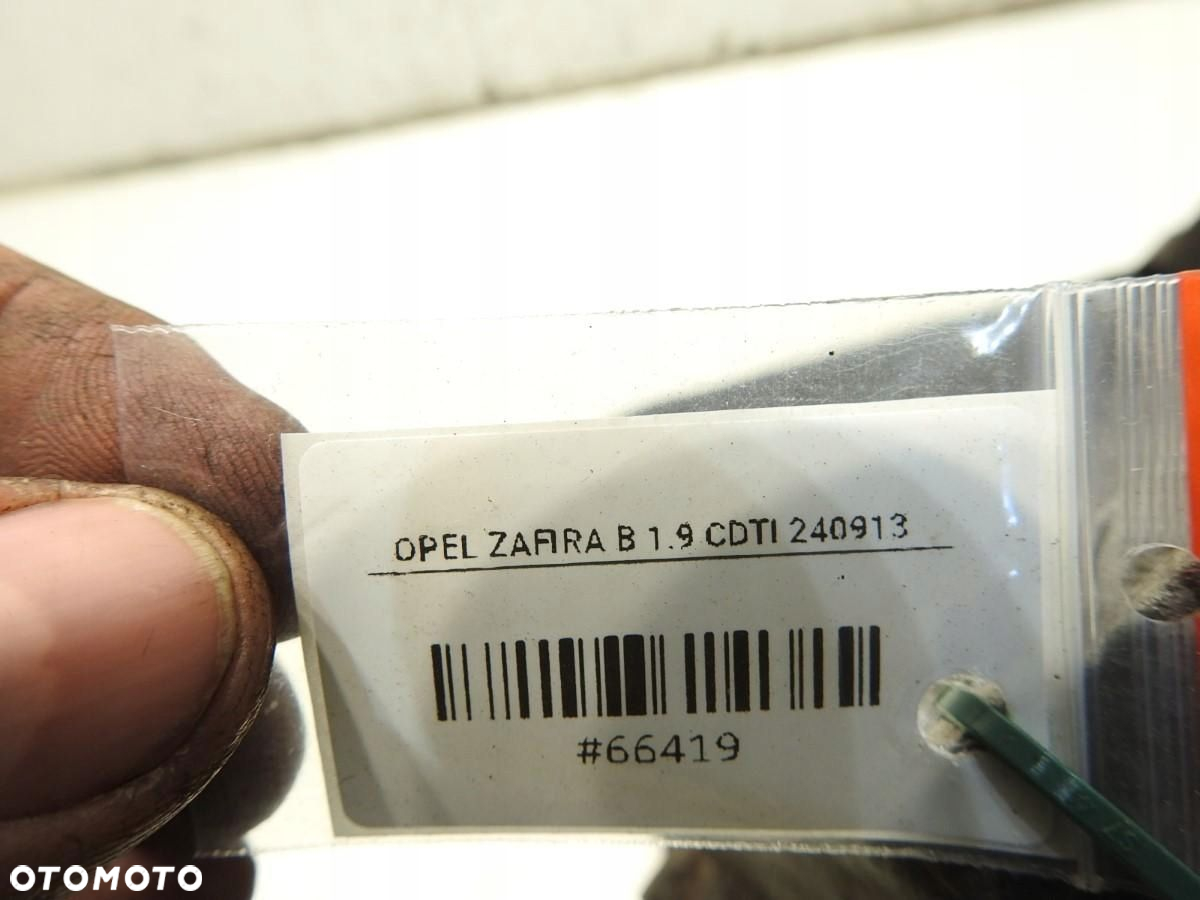 OPEL ZAFIRA B 1.9 CDTI 240913
#66419
OTOMOTO